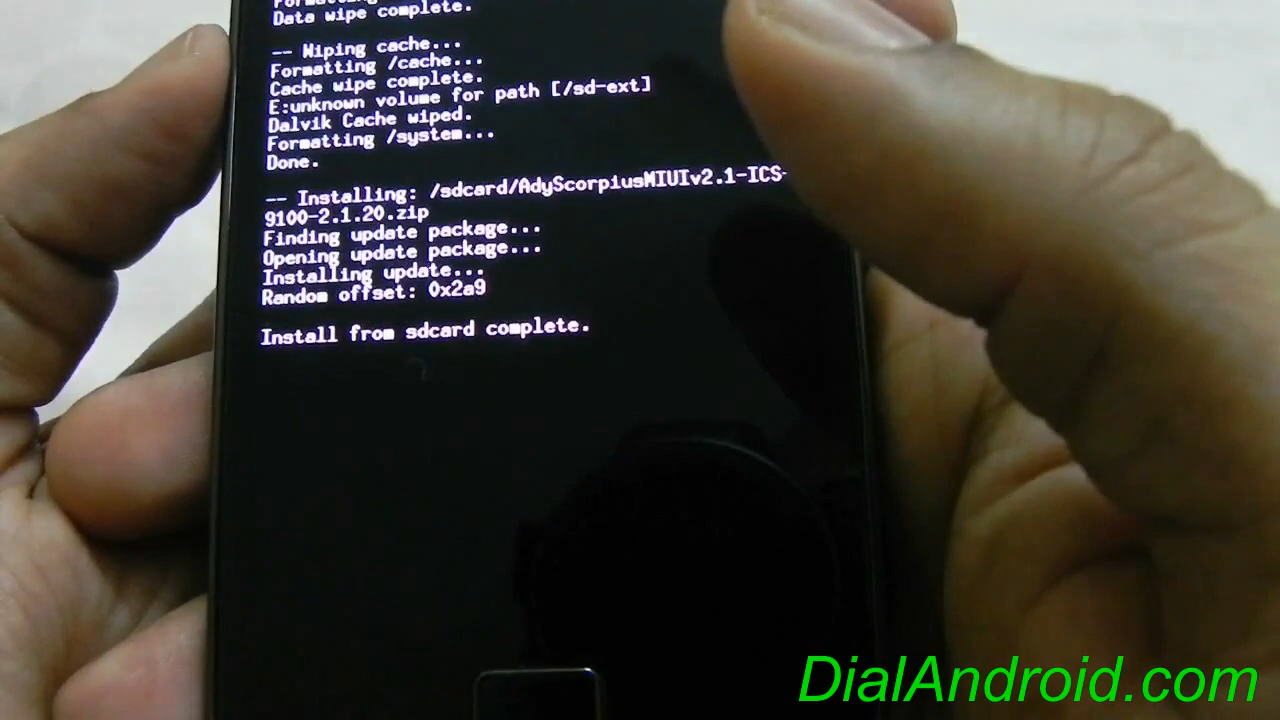 Formatting
Data wipe complete.
-- Wiping cache...
Formatting /cache...
Cache wipe complete.
E:unknown volume for path [/sd-ext]
Dalvik Cache wiped.
Formatting /system...
Done.
-- Installing: /sdcard/AdyScorpiusMIUIv2.1-ICS-
9100-2.1.20.zip
Finding update package...
Opening update package...
Installing update...
Random offset: 0x2a9
Install from sdcard complete.
DialAndroid.com